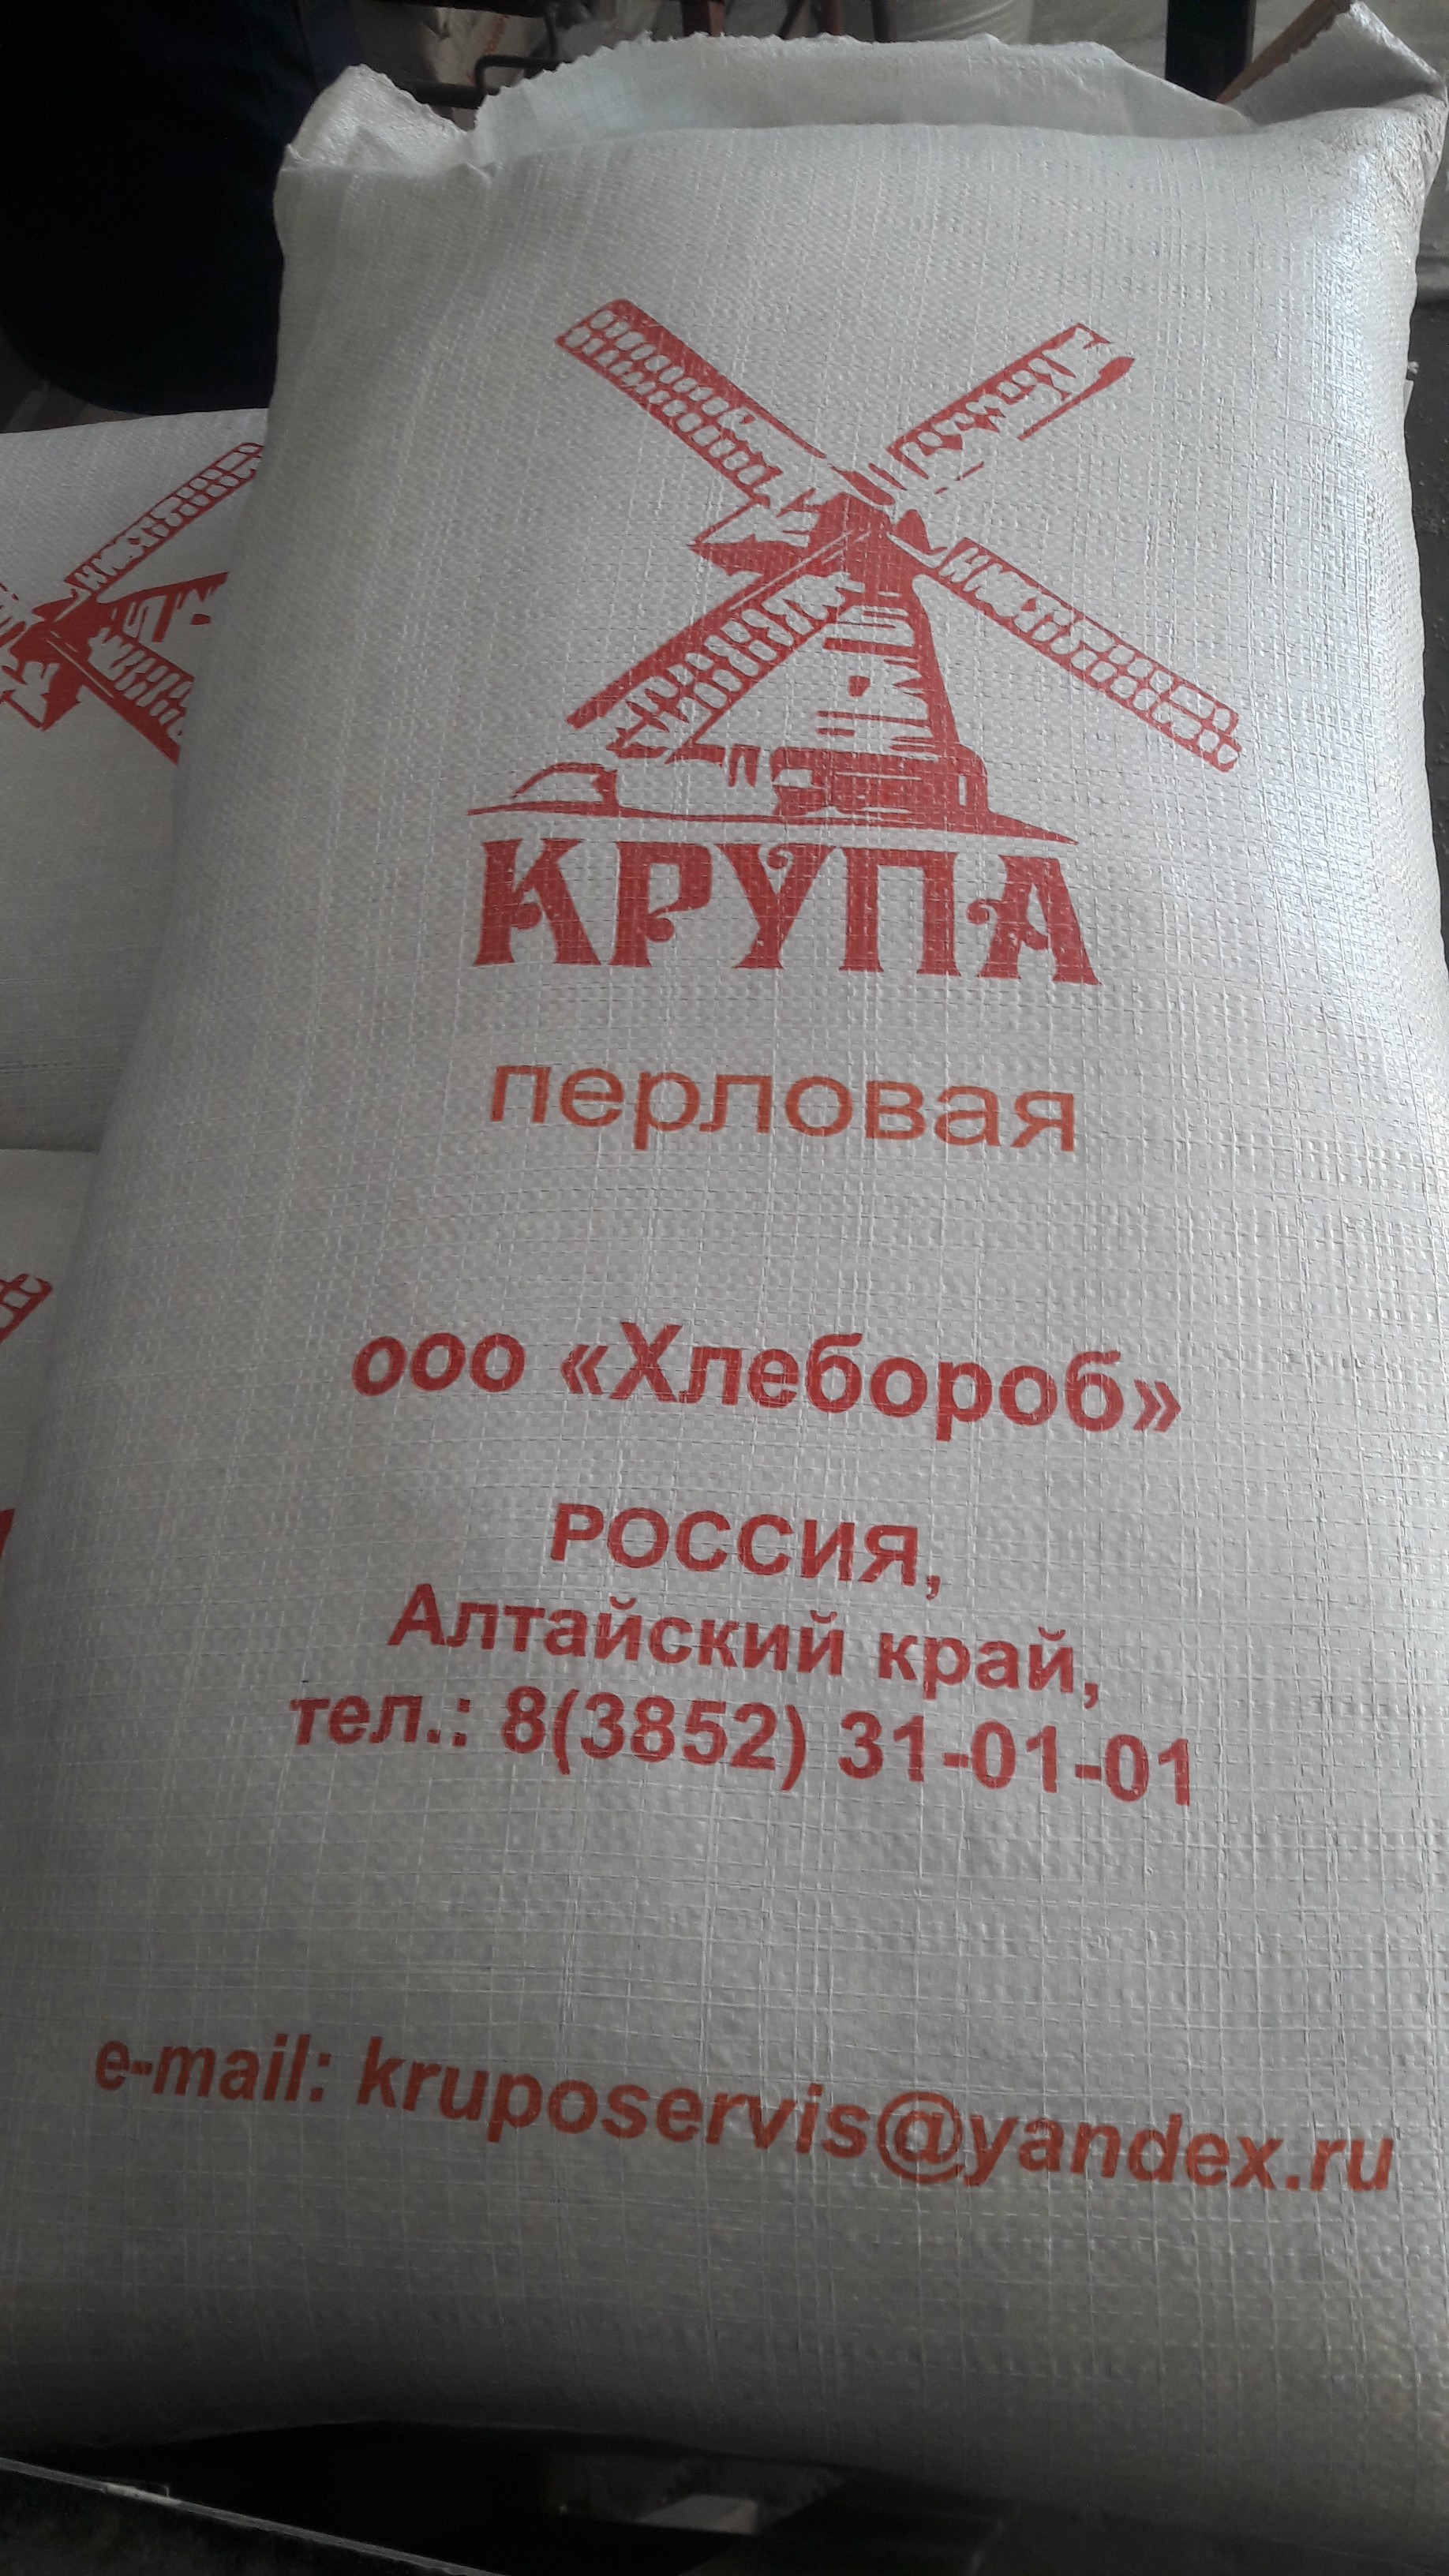 КРУПА
перловая
ооо «Хлебороб»
РОССИЯ,
Алтайский край,
тел.: 8(3852) 31-01-01
e-mail: kruposervis@yandex.ru